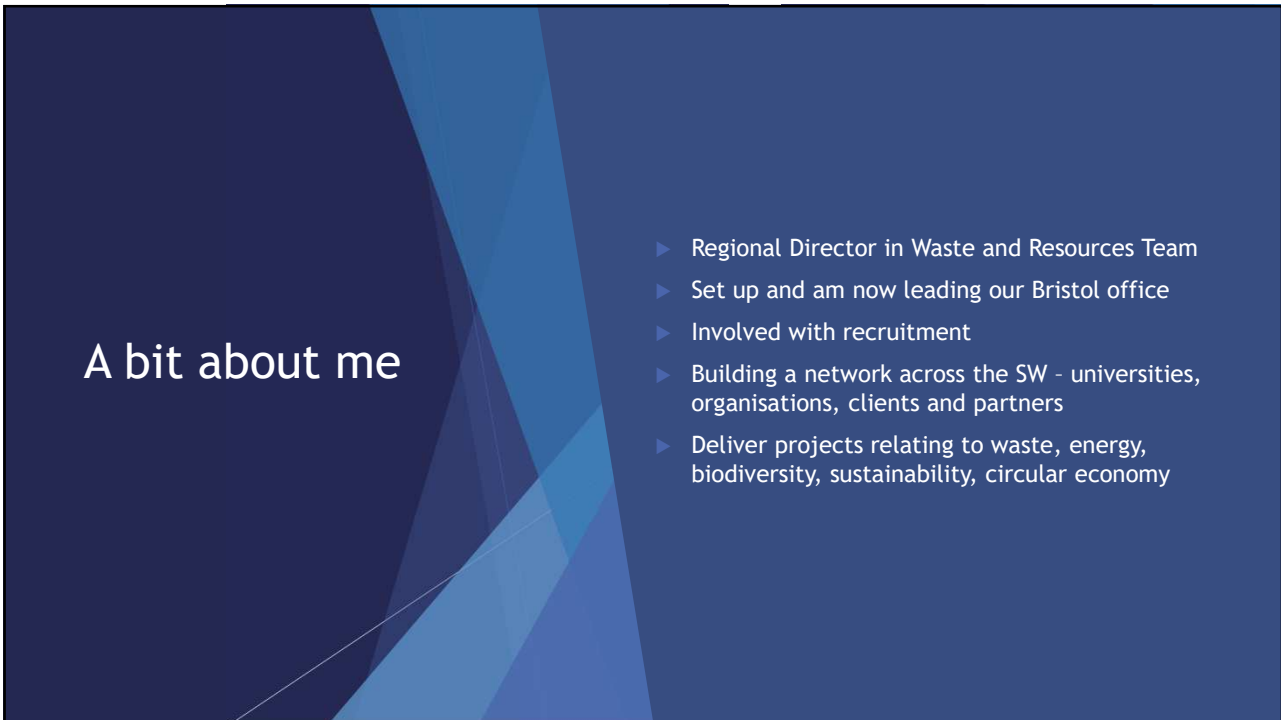 A bit about me
Regional Director in Waste and Resources Team
Set up and am now leading our Bristol office
Involved with recruitment
Building a network across the SW – universities,
organisations, clients and partners
Deliver projects relating to waste, energy,
biodiversity, sustainability, circular economy